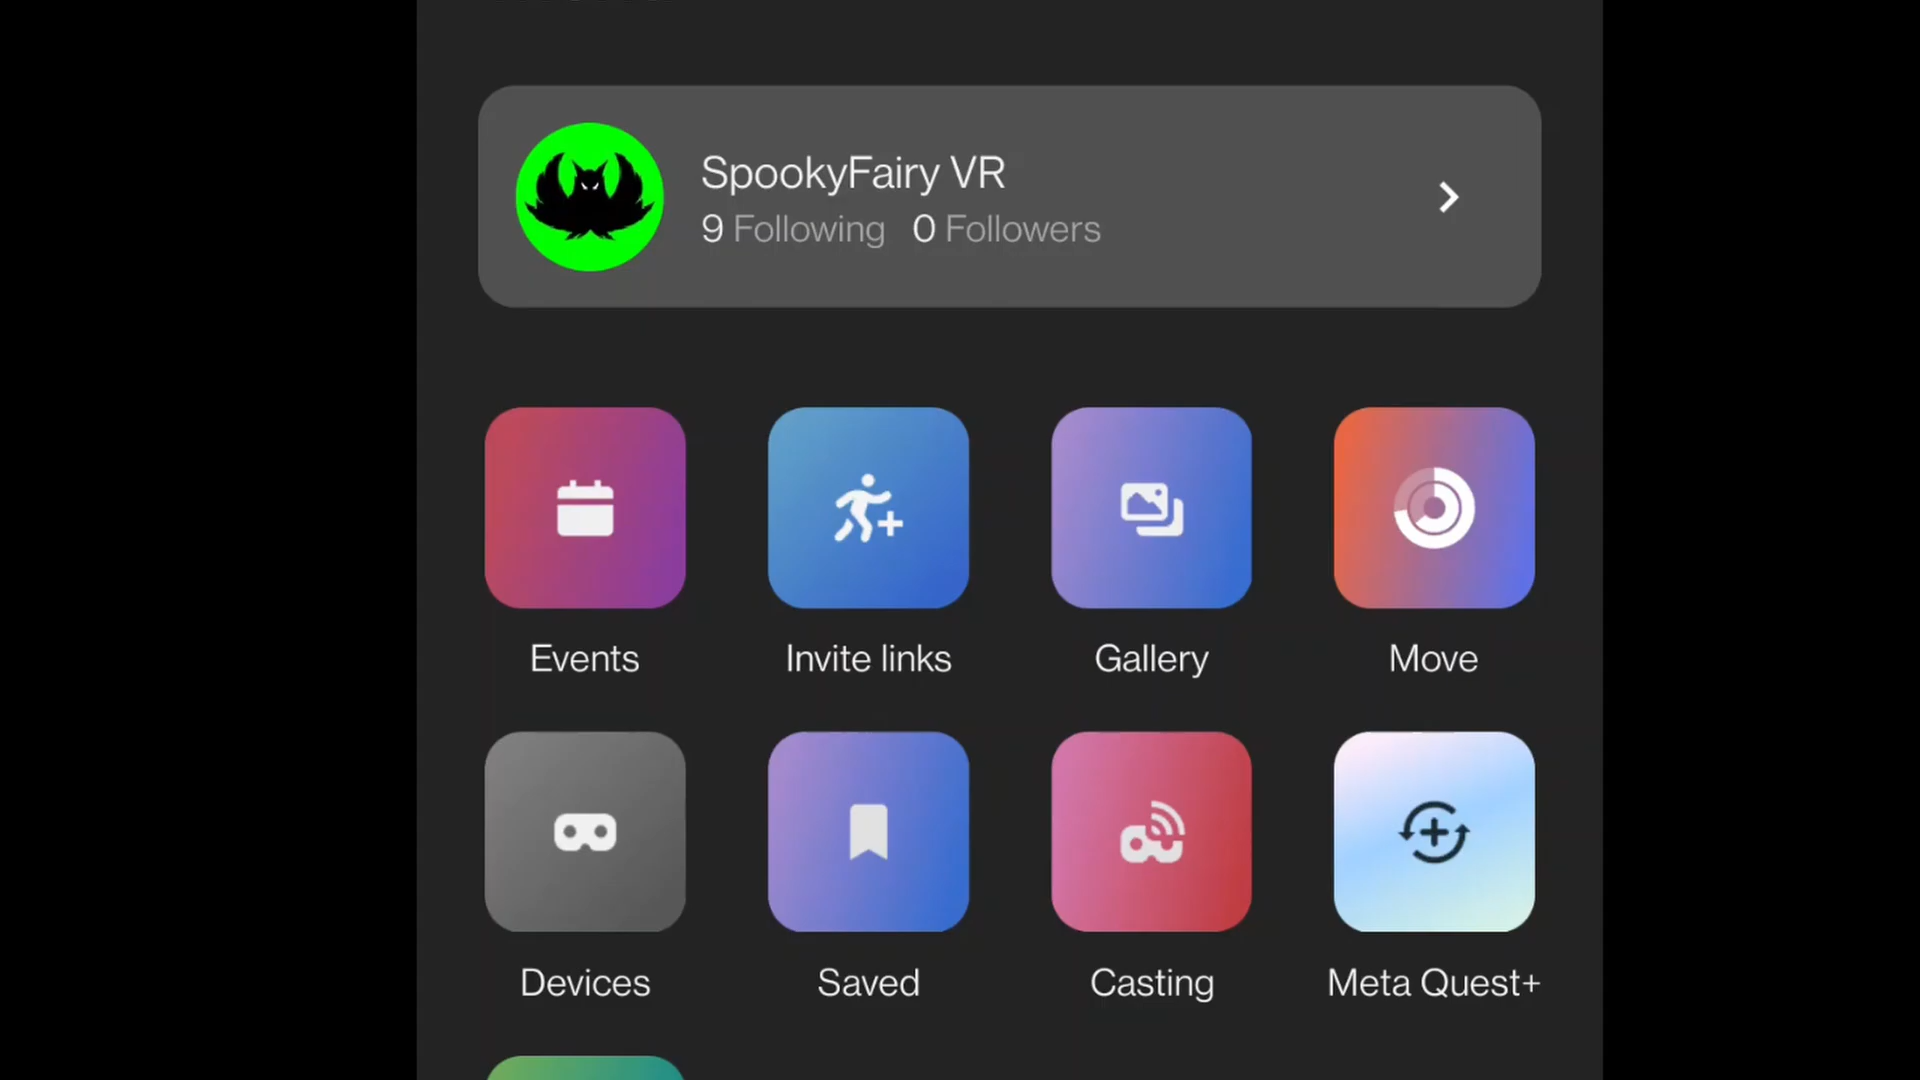 SpookyFairy VR
9 Following 0 Followers
Events
Invite links
Gallery
Move
Devices
Saved
Casting
Meta Quest+